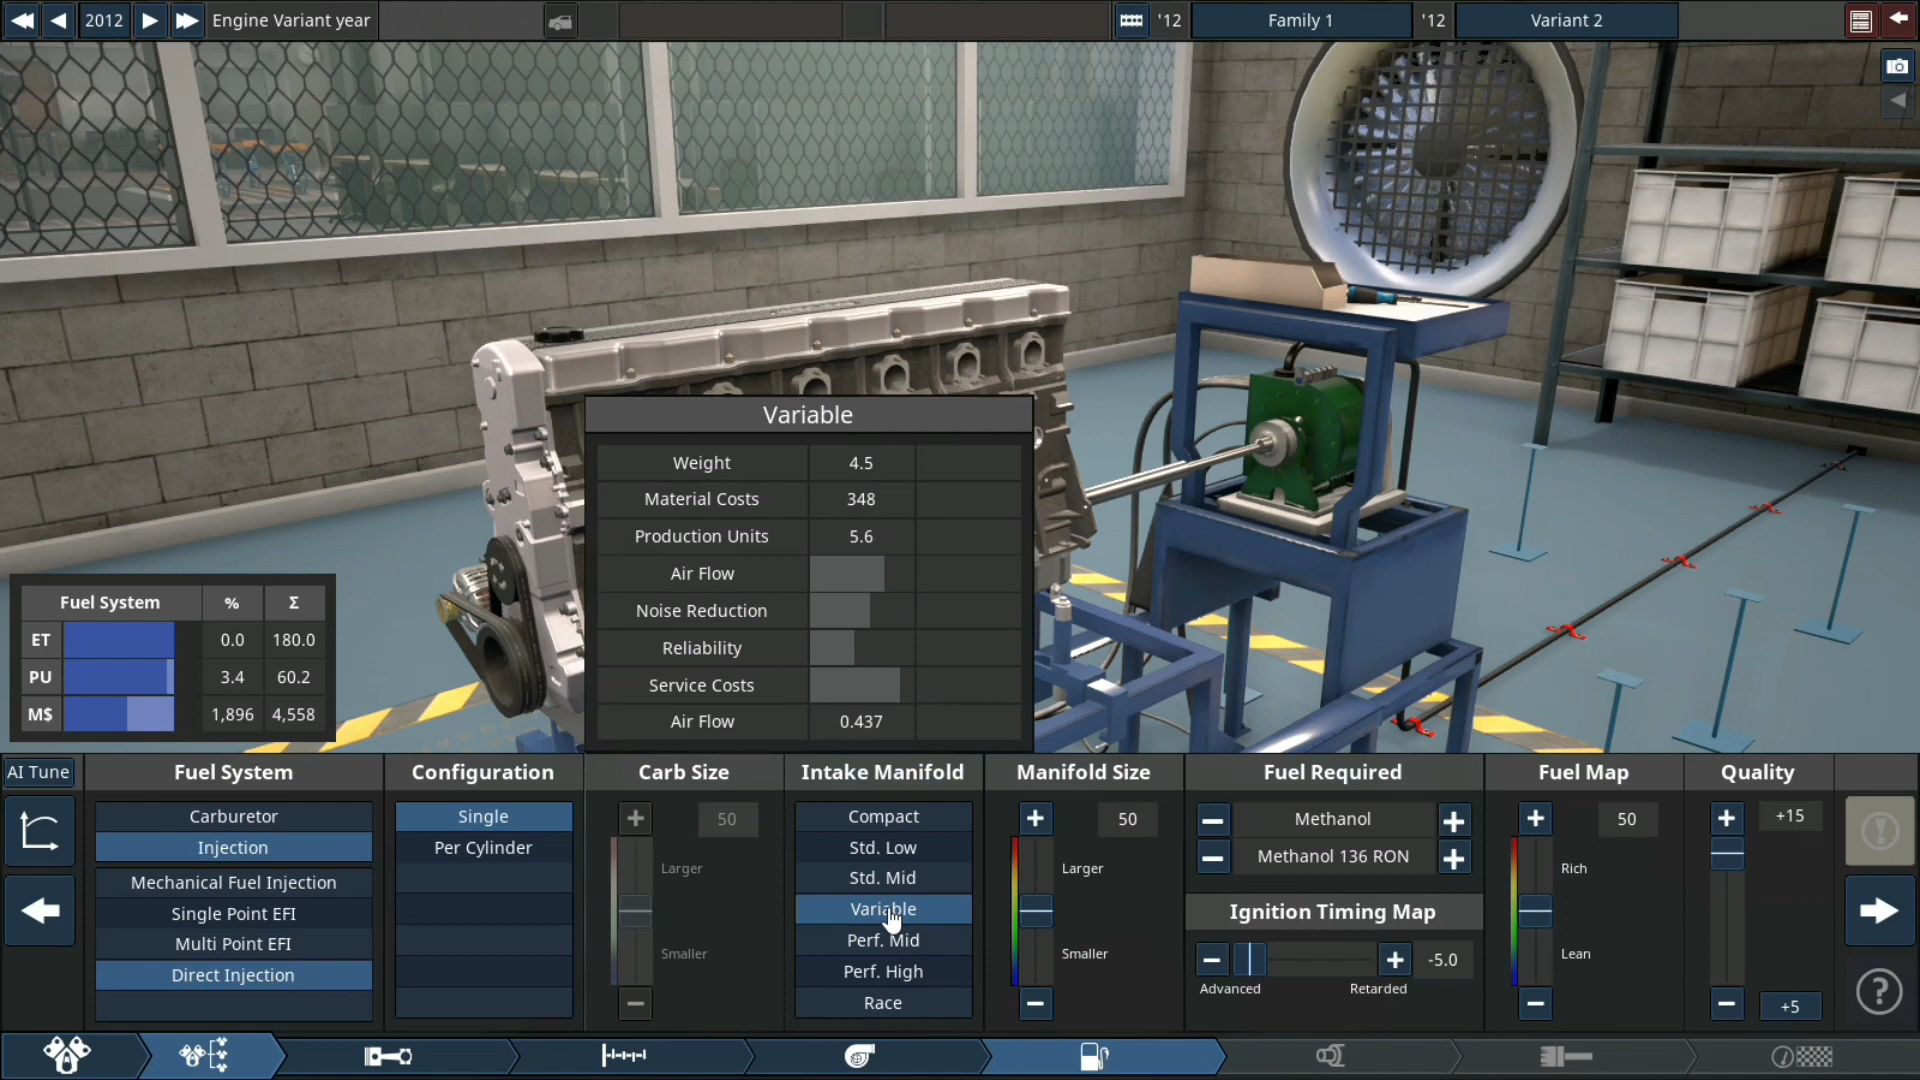 2012 Engine Variant year '12 Family 1 '12 Variant 2
Variable
Weight 4.5
Material Costs 348
Production Units 5.6
Air Flow
Noise Reduction
Reliability
Service Costs
Air Flow 0.437
Fuel System % Σ
ET 0.0 180.0
PU 3.4 60.2
M$ 1,896 4,558
AI Tune
Fuel System
Carburetor
Injection
Mechanical Fuel Injection
Single Point EFI
Multi Point EFI
Direct Injection
Configuration
Single
Per Cylinder
Carb Size
50
Larger
Smaller
Intake Manifold
Compact
Std. Low
Std. Mid
Variable
Perf. Mid
Perf. High
Race
Manifold Size
50
Larger
Smaller
Fuel Required
Methanol
Methanol 136 RON
Ignition Timing Map
-5.0
Advanced Retarded
Fuel Map
50
Rich
Lean
Quality
+15
+5